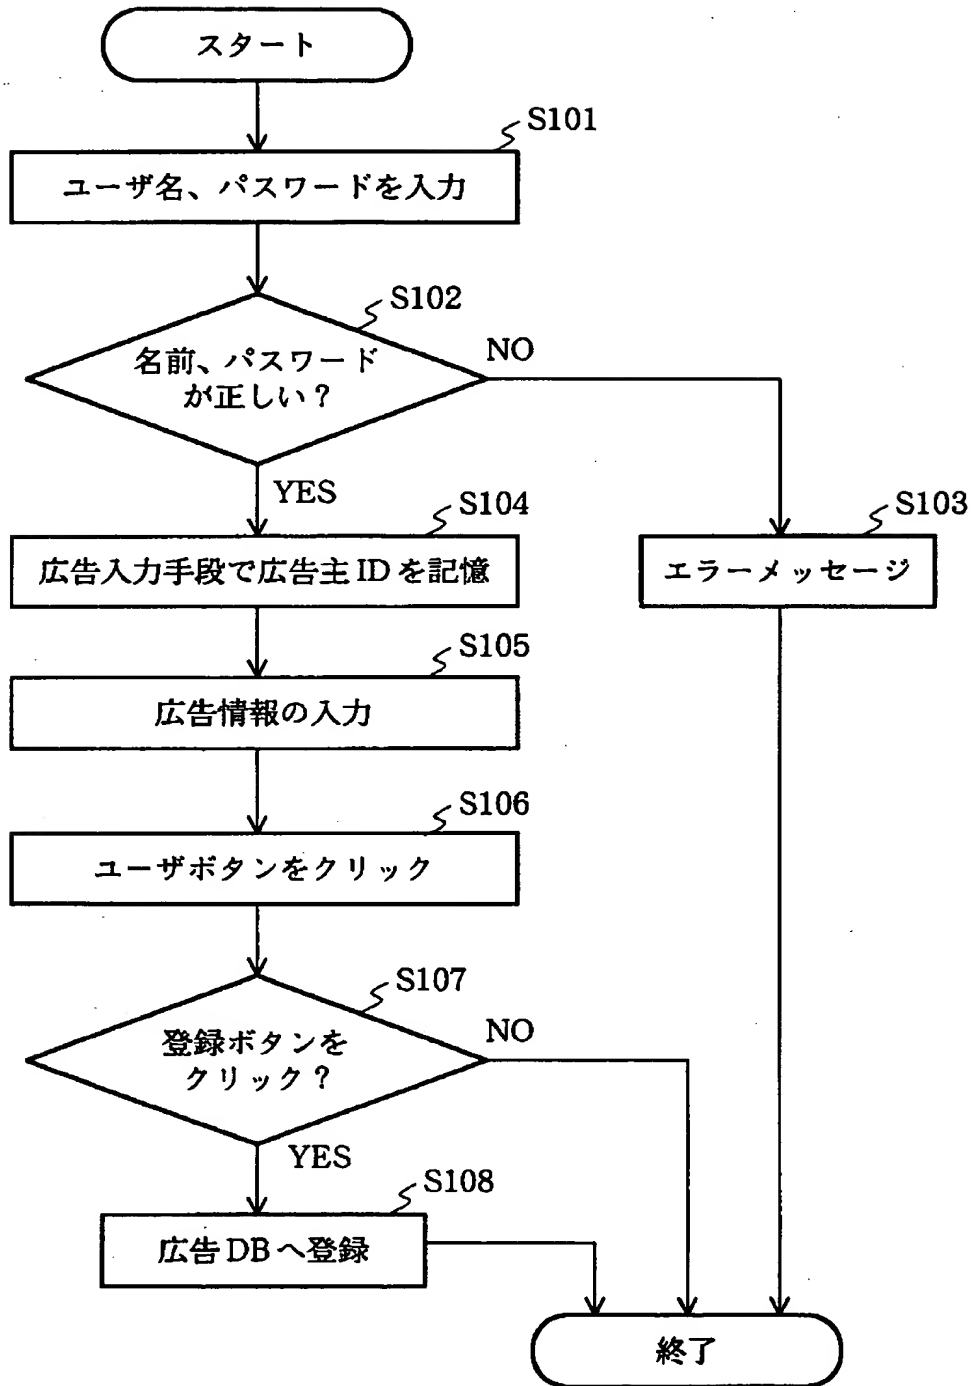 スタート
S101
ユーザ名、パスワードを入力
S102
名前、パスワード
が正しい？
NO
YES
S104
広告入力手段で広告主IDを記憶
S103
エラーメッセージ
S105
広告情報の入力
S106
ユーザボタンをクリック
S107
登録ボタンを
クリック？
NO
YES
S108
広告DBへ登録
終了